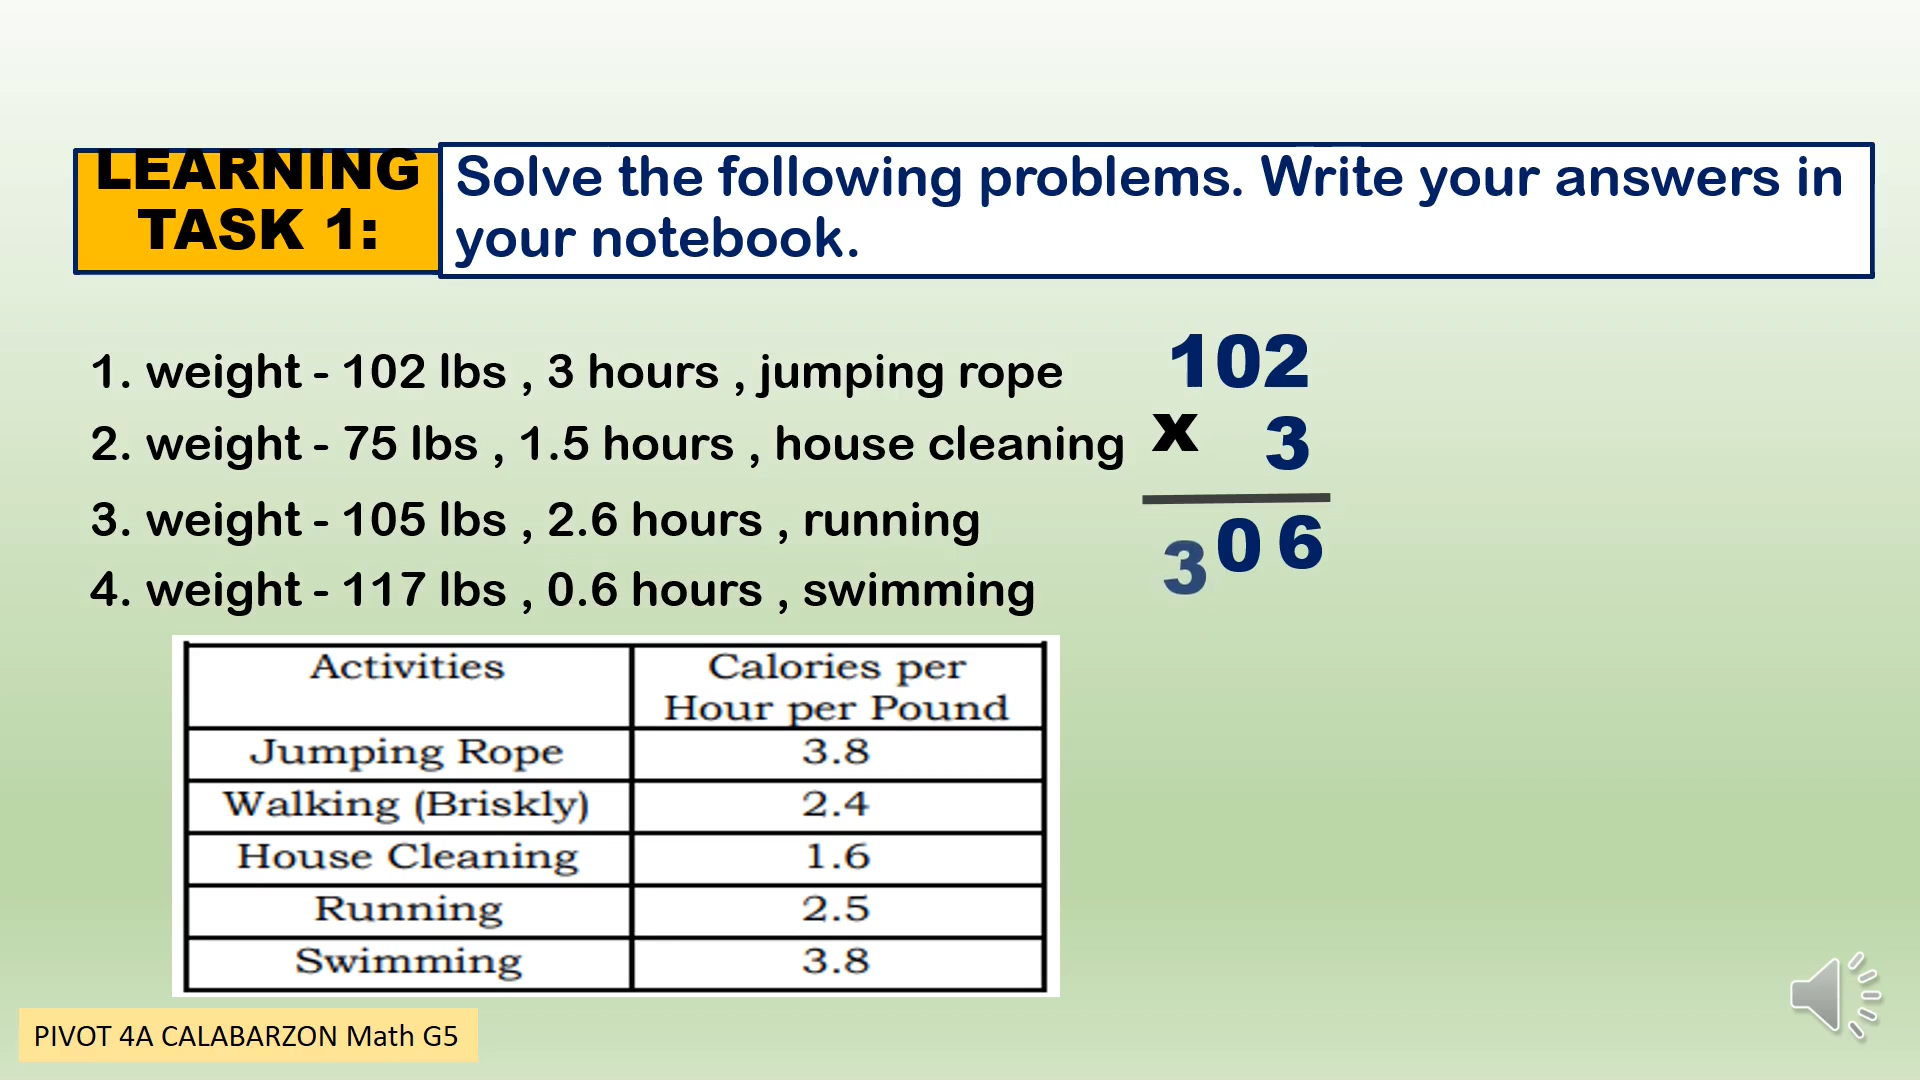 LEARNING
TASK 1:
Solve the following problems. Write your answers in
your notebook.
1. weight - 102 lbs , 3 hours , jumping rope
2. weight - 75 lbs , 1.5 hours , house cleaning
3. weight - 105 lbs , 2.6 hours , running
4. weight - 117 lbs , 0.6 hours , swimming
102
x 3
306
Activities Calories per
Hour per Pound
Jumping Rope 3.8
Walking (Briskly) 2.4
House Cleaning 1.6
Running 2.5
Swimming 3.8
PIVOT 4A CALABARZON Math G5